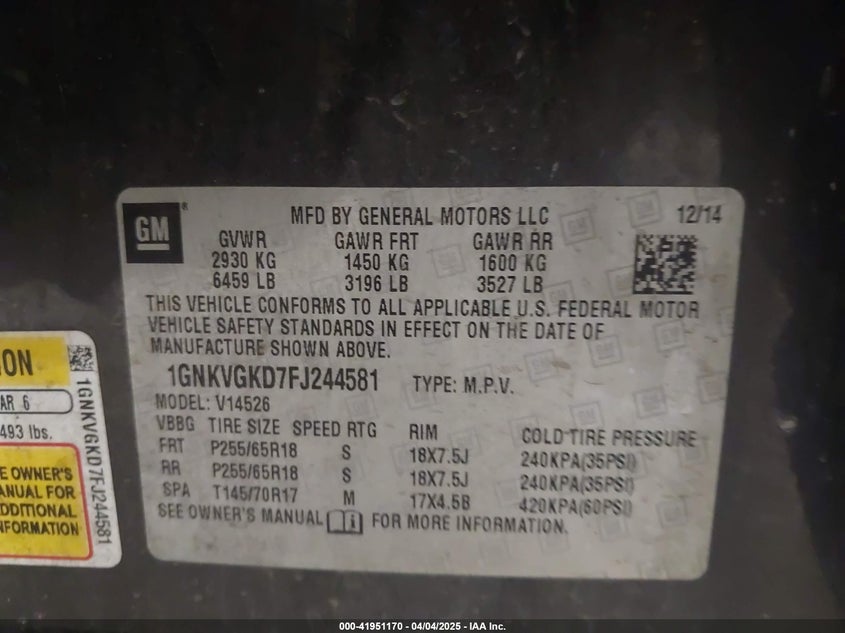 GM
®
MFD BY GENERAL MOTORS LLC
12/14
GVWR GAWR FRT GAWR RR
2930 KG 1450 KG 1600 KG
6459 LB 3196 LB 3527 LB
THIS VEHICLE CONFORMS TO ALL APPLICABLE U.S. FEDERAL MOTOR
VEHICLE SAFETY STANDARDS IN EFFECT ON THE DATE OF
MANUFACTURE SHOWN ABOVE.
1GNKVGKD7FJ244581 TYPE: M.P.V.
MODEL: V14526
VBBG TIRE SIZE SPEED RTG RIM COLD TIRE PRESSURE
FRT P255/65R18 S 18X7.5J 240KPA(35PSI)
RR P255/65R18 S 18X7.5J 240KPA(35PSI)
SPA T145/70R17 M 17X4.5B 420KPA(60PSI)
SEE OWNER'S MANUAL FOR MORE INFORMATION.
ION
AR 6
493 lbs.
E OWNER'S
ANUAL FOR
DDITIONAL
FORMATION
1GNKVGKD7FJ244581
000-41951170 - 04/04/2025 - IAA Inc.